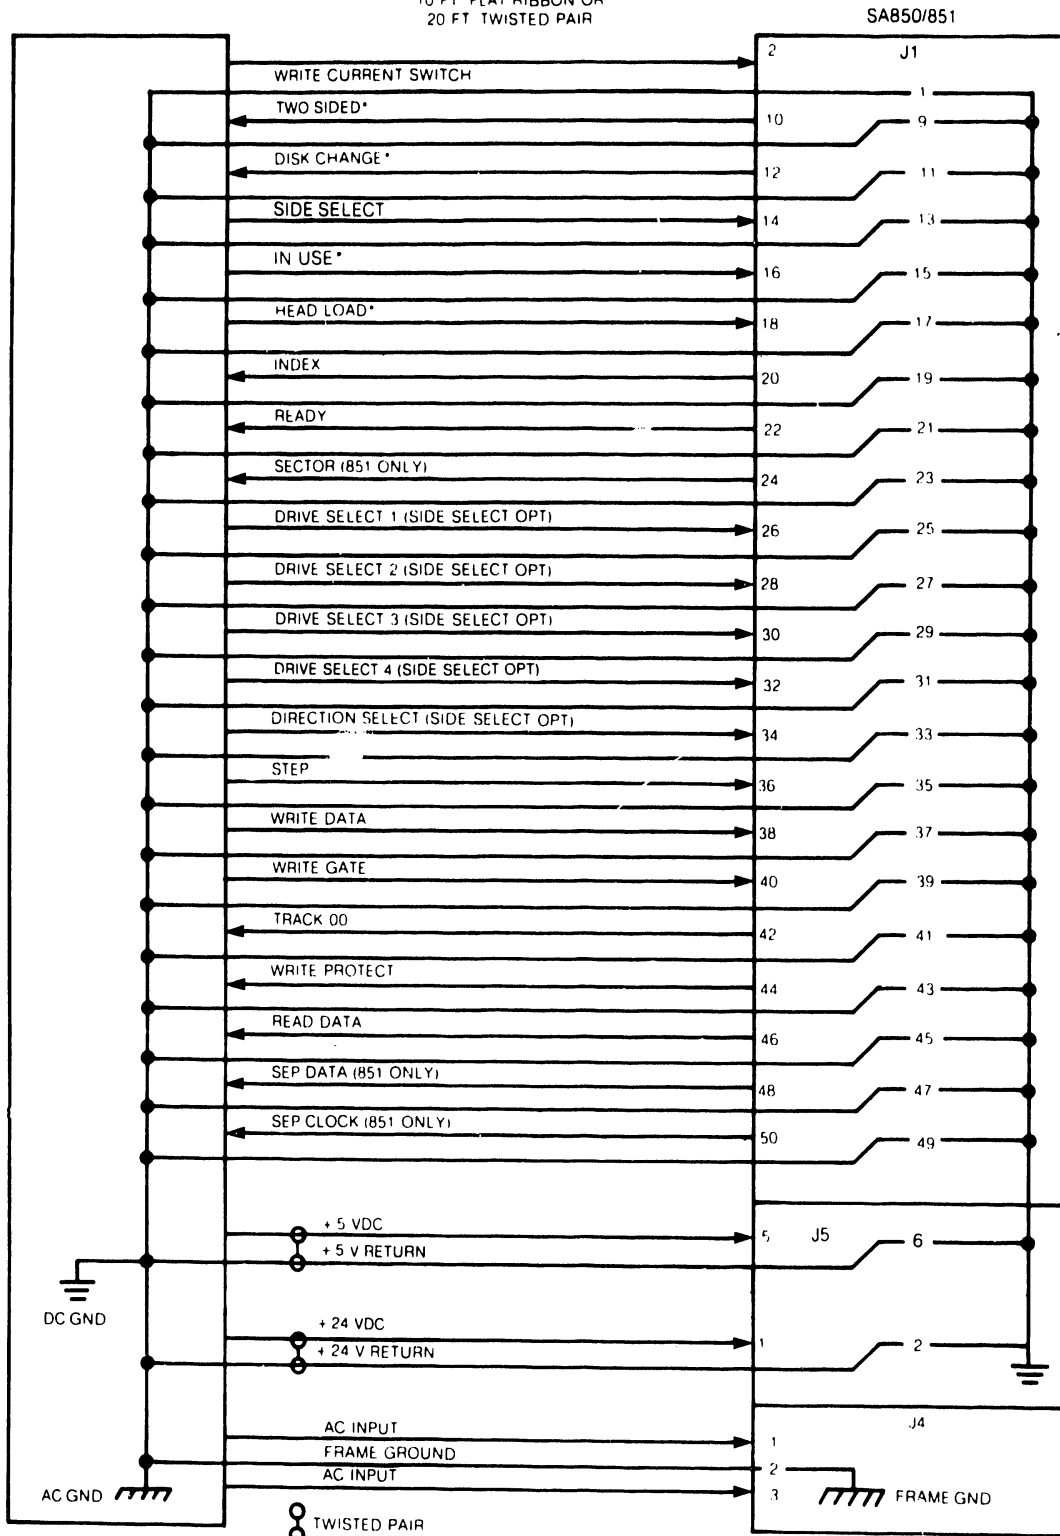 10 FT FLAT RIBBON OR
20 FT TWISTED PAIR
SA850/851
J1
2
WRITE CURRENT SWITCH
1
TWO SIDED*
10
9
DISK CHANGE*
12
11
SIDE SELECT
14
13
IN USE*
16
15
HEAD LOAD*
18
17
INDEX
20
19
READY
22
21
SECTOR (851 ONLY)
24
23
DRIVE SELECT 1 (SIDE SELECT OPT)
26
25
DRIVE SELECT 2 (SIDE SELECT OPT)
28
27
DRIVE SELECT 3 (SIDE SELECT OPT)
30
29
DRIVE SELECT 4 (SIDE SELECT OPT)
32
31
DIRECTION SELECT (SIDE SELECT OPT)
34
33
STEP
36
35
WRITE DATA
38
37
WRITE GATE
40
39
TRACK 00
42
41
WRITE PROTECT
44
43
READ DATA
46
45
SEP DATA (851 ONLY)
48
47
SEP CLOCK (851 ONLY)
50
49
+ 5 VDC
5
J5
6
+ 5 V RETURN
DC GND
+ 24 VDC
1
2
+ 24 V RETURN
J4
AC INPUT
1
FRAME GROUND
2
AC INPUT
3
AC GND
FRAME GND
TWISTED PAIR